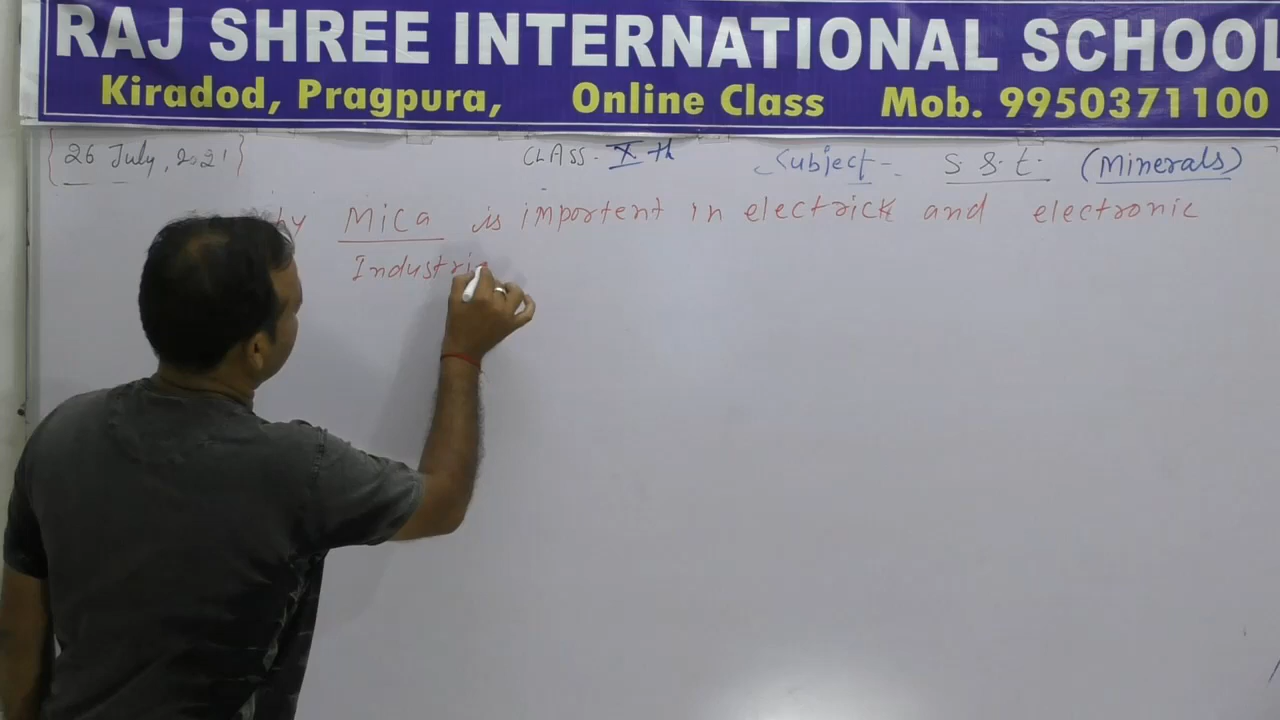 RAJ SHREE INTERNATIONAL SCHOOL
Kiradod, Pragpura, Online Class Mob. 9950371100
26 July, 2021 CLASS - Xth Subject - S.S.t. (Minerals)
Mica is importent in electrick and electronic
Industri